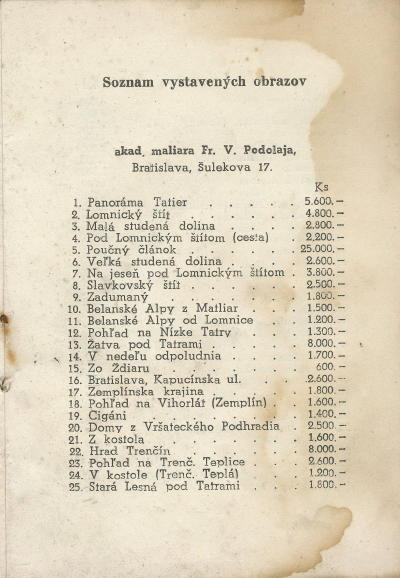 Soznam vystavených obrazov
akad. maliara Fr. V. Podolaja,
Bratislava, Šulekova 17.
Ks
1. Panoráma Tatier . . . . . 5.600.–
2. Lomnický štít . . . . . . 4.800.–
3. Malá studená dolina . . . . 2.800.–
4. Pod Lomnickým štítom (cesta) . . 2.200.–
5. Poučný článok . . . . . 25.000.–
6. Veľká studená dolina . . . . 2.600.–
7. Na jeseň pod Lomnickým štítom . 3.800.–
8. Slavkovský štít . . . . . 2.500.–
9. Zadumaný . . . . . . 1.800.–
10. Belanské Alpy z Matliar . . . 1.500.–
11. Belanské Alpy od Lomnice . . . 1.200.–
12. Pohľad na Nízke Tatry . . . . 1.300.–
13. Žatva pod Tatrami . . . . 8.000.–
14. V nedeľu odpoludnia . . . . 1.700.–
15. Zo Ždiaru . . . . . . 600.–
16. Bratislava, Kapucínska ul. . . . 2.600.–
17. Zemplínska krajina . . . . 1.800.–
18. Pohľad na Vihorlát (Zemplín) . . 1.600.–
19. Cigáni . . . . . . . 1.400.–
20. Domy z Vršateckého Podhradia . 2.500.–
21. Z kostola . . . . . . 1.600.–
22. Hrad Trenčín . . . . . 8.000.–
23. Pohľad na Trenč. Teplice . . . 2.600.–
24. V kostole (Trenč. Teplá) . . . 1.200.–
25. Stará Lesná pod Tatrami . . . 1.800.–